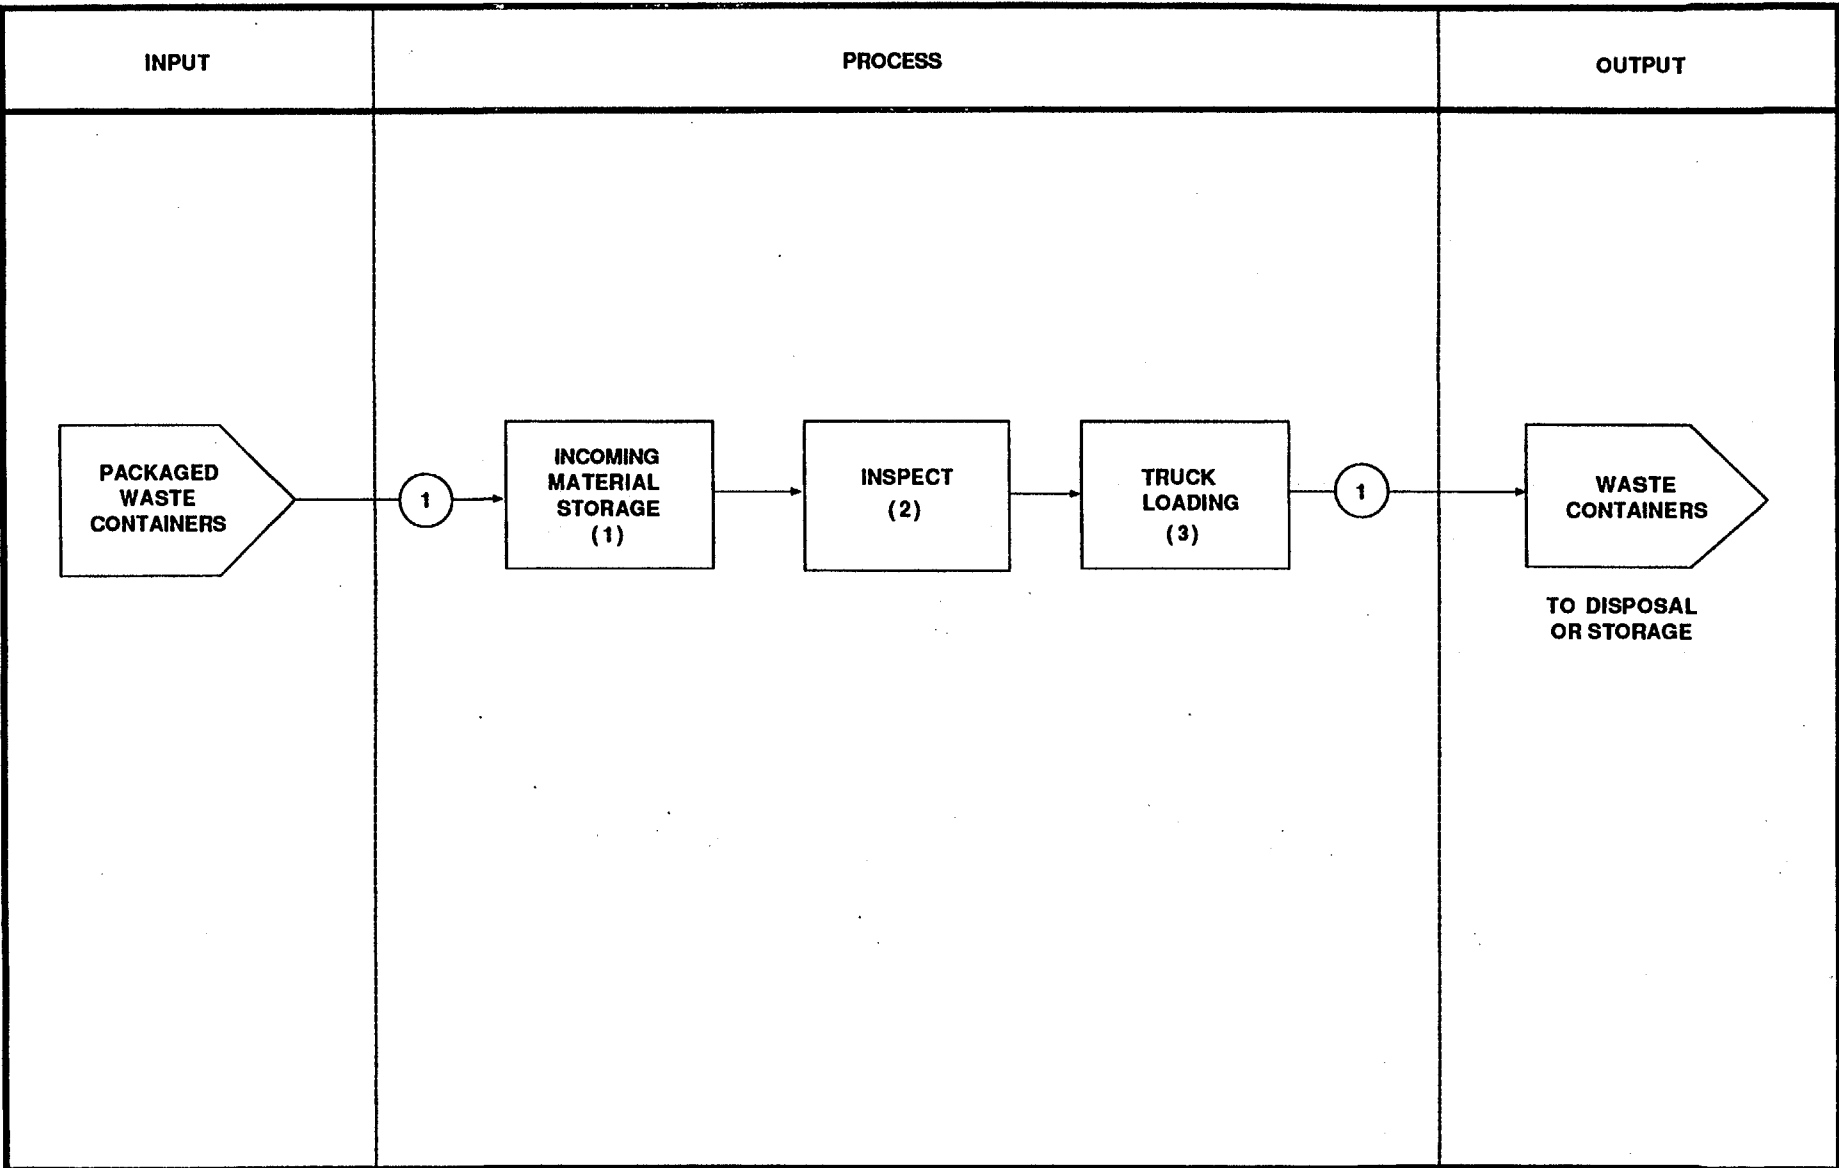 INPUT
PROCESS
OUTPUT
PACKAGED
WASTE
CONTAINERS
1
INCOMING
MATERIAL
STORAGE
(1)
INSPECT
(2)
TRUCK
LOADING
(3)
1
WASTE
CONTAINERS
TO DISPOSAL
OR STORAGE